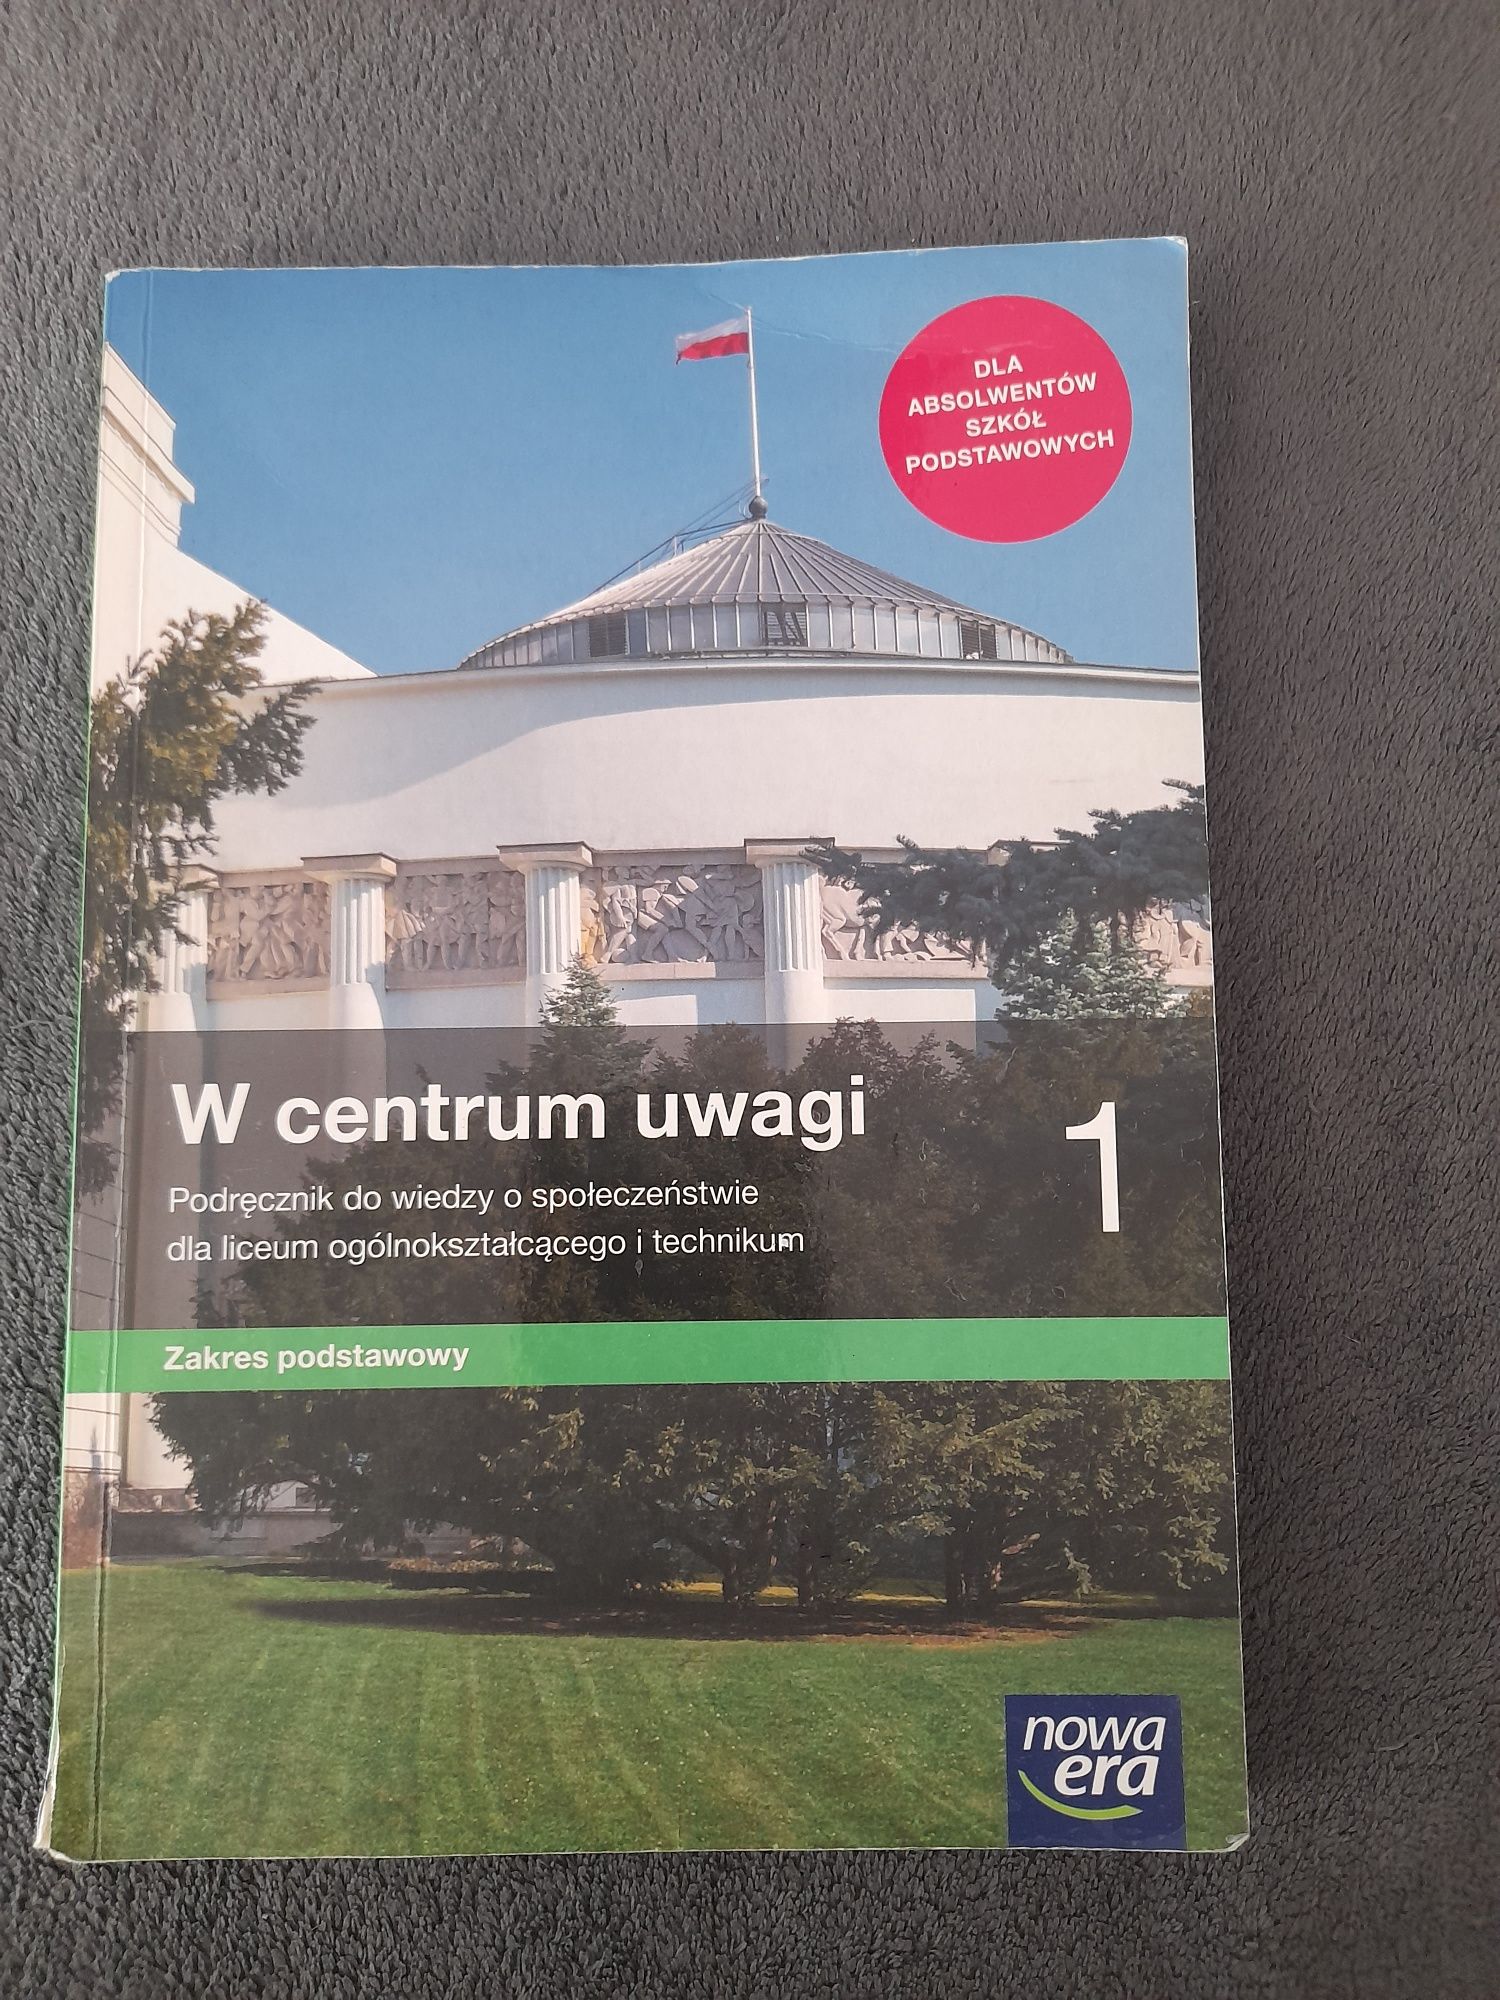 DLA
ABSOLWENTÓW
SZKÓŁ
PODSTAWOWYCH
W centrum uwagi
1
Podręcznik do wiedzy o społeczeństwie
dla liceum ogólnokształcącego i technikum
Zakres podstawowy
nowa
era